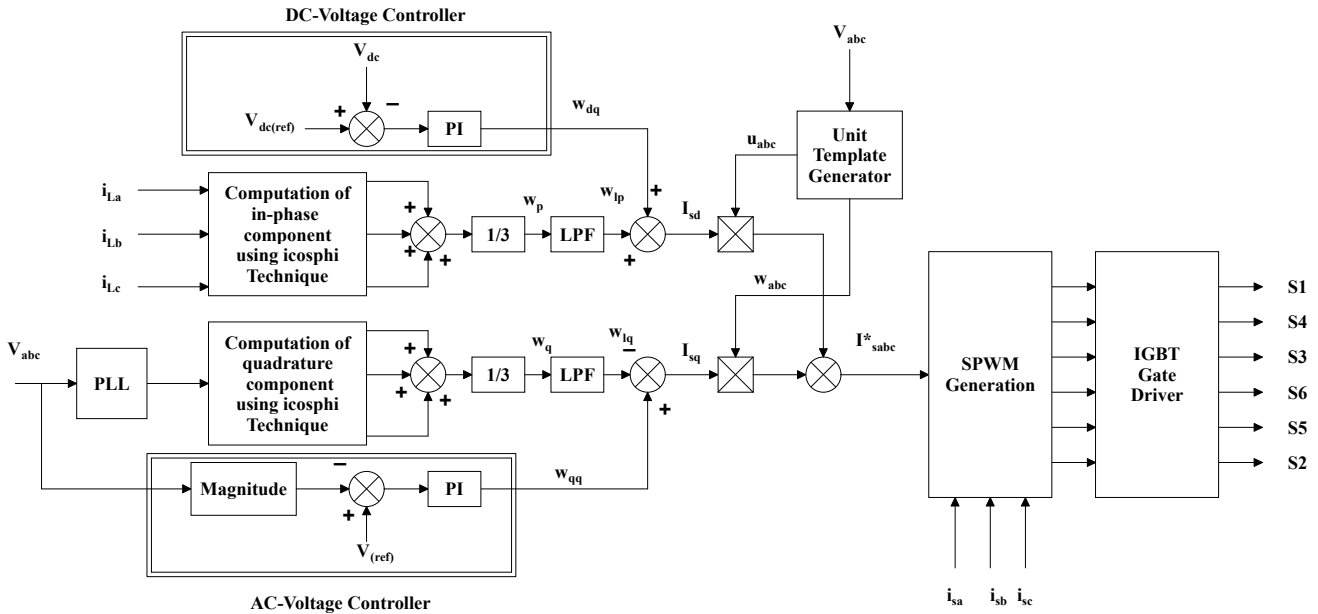 DC-Voltage Controller
V_dc
V_abc
+
−
w_dq
V_dc(ref)
PI
u_abc
Unit
Template
Generator
i_La
i_Lb
i_Lc
Computation of
in-phase
component
using icosphi
Technique
+
+
+
1/3
w_p
LPF
w_lp
+
+
I_sd
w_abc
V_abc
PLL
Computation of
quadrature
component
using icosphi
Technique
+
+
+
1/3
w_q
LPF
w_lq
−
+
I_sq
I*_sabc
SPWM
Generation
IGBT
Gate
Driver
S1
S4
S3
S6
S5
S2
Magnitude
−
+
PI
w_qq
V_(ref)
i_sa
i_sb
i_sc
AC-Voltage Controller